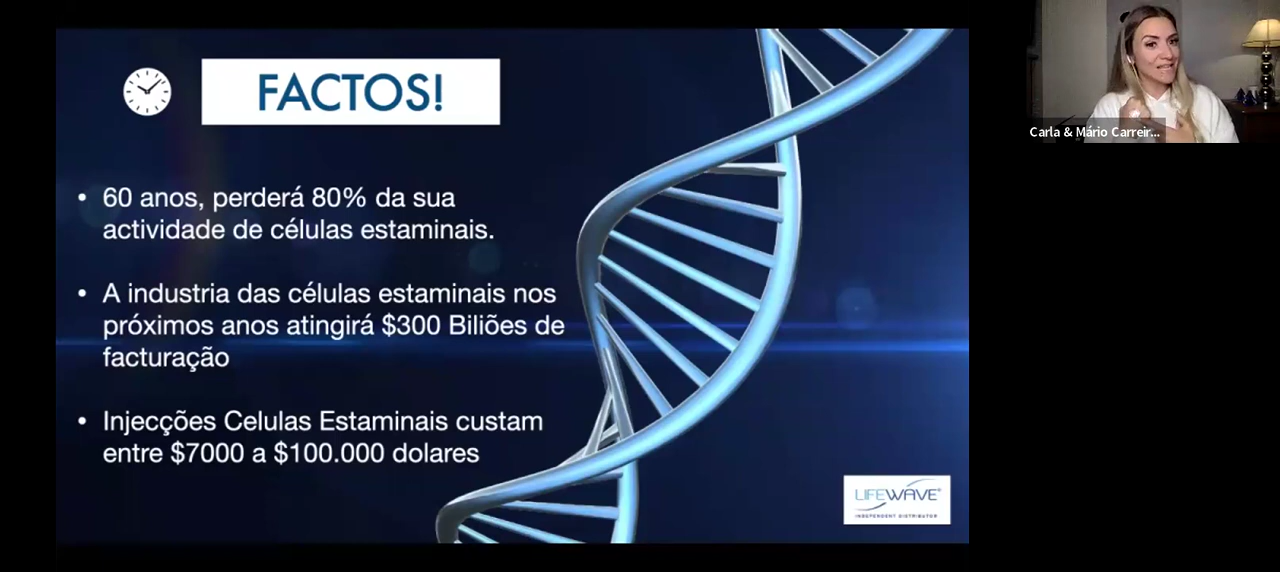 FACTOS!
• 60 anos, perderá 80% da sua
actividade de células estaminais.
• A industria das células estaminais nos
próximos anos atingirá $300 Biliões de
facturação
• Injecções Celulas Estaminais custam
entre $7000 a $100.000 dolares
LIFEWAVE®
INDEPENDENT DISTRIBUTOR
Carla & Mário Carreir...